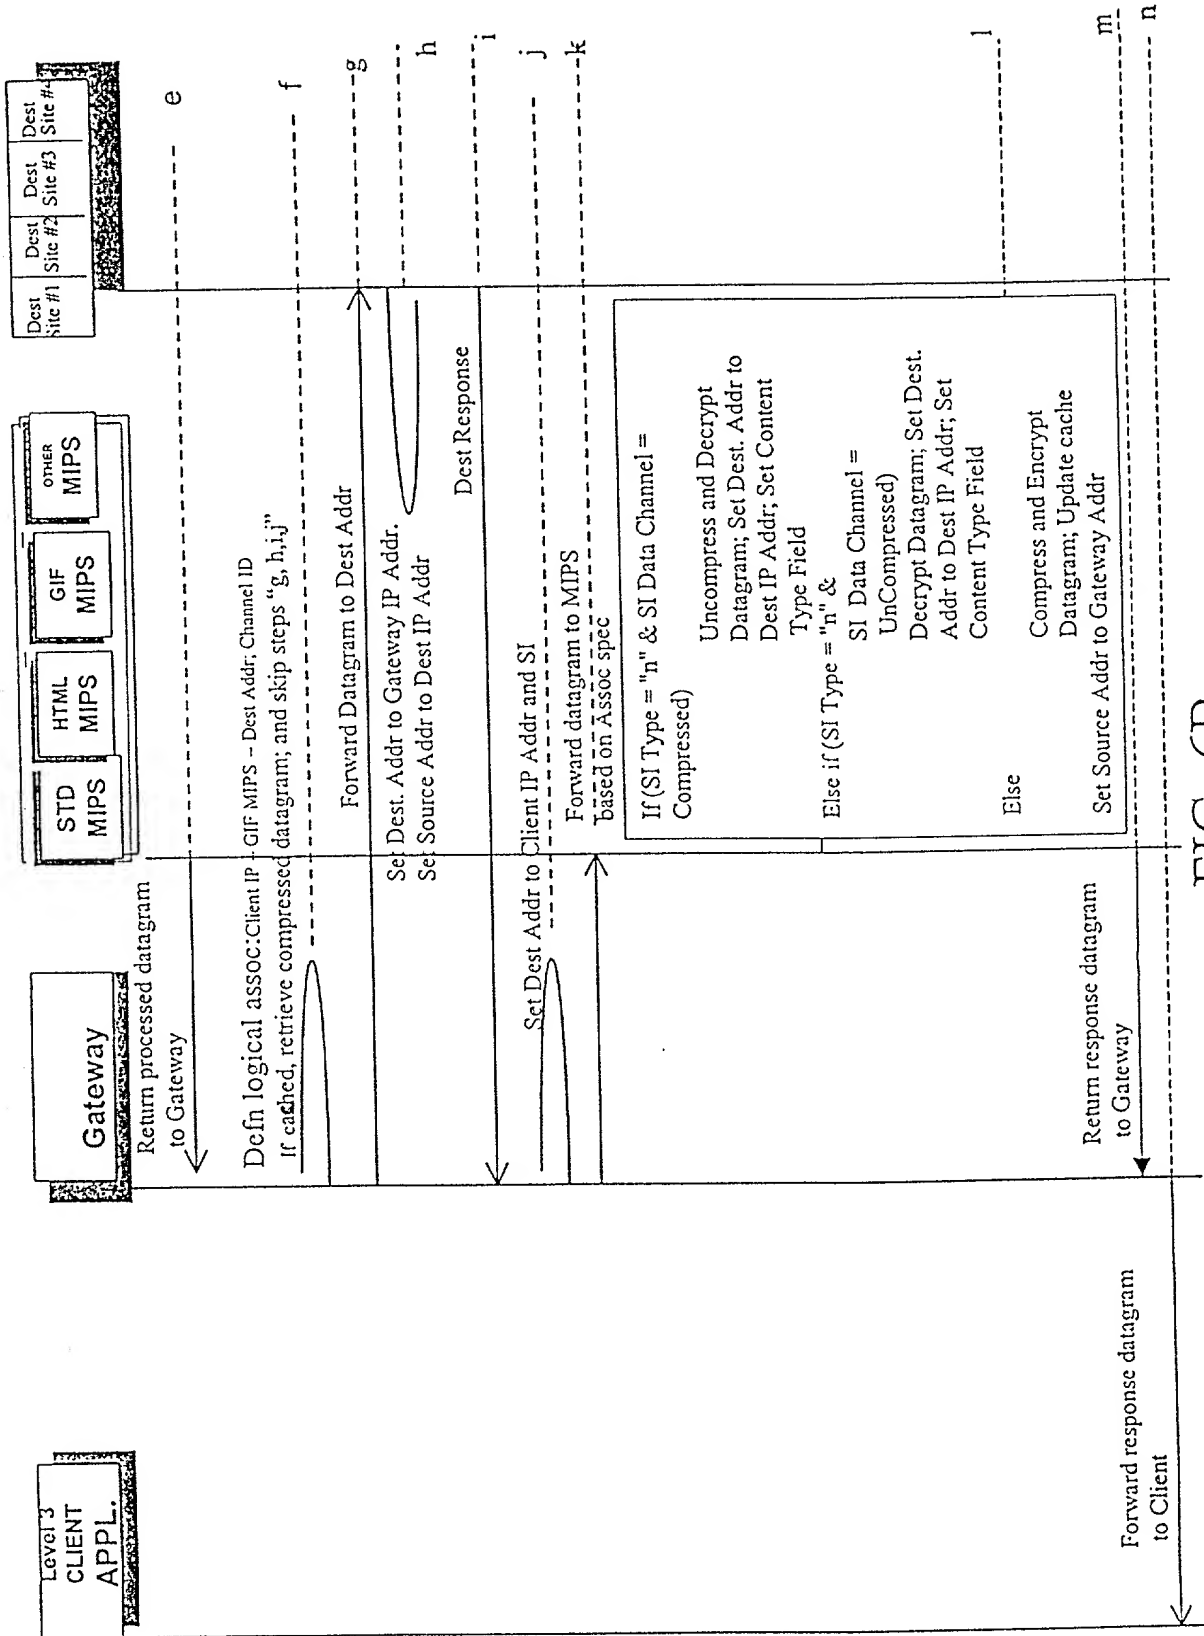 Level 3
CLIENT
APPL.
Gateway
STD
MIPS
HTML
MIPS
GIF
MIPS
OTHER
MIPS
Dest
Site #1
Dest
Site #2
Dest
Site #3
Dest
Site #4
Return processed datagram
to Gateway
e
Defn logical assoc:Client IP - GIF MIPS - Dest Addr; Channel ID
If cached, retrieve compressed datagram; and skip steps "g, h,i,j"
f
Forward Datagram to Dest Addr
g
Set Dest. Addr to Gateway IP Addr.
Set Source Addr to Dest IP Addr
h
Dest Response
i
Set Dest Addr to Client IP Addr and SI
j
Forward datagram to MIPS
based on Assoc spec
k
If (SI Type = "n" & SI Data Channel =
Compressed)
Uncompress and Decrypt
Datagram; Set Dest. Addr to
Dest IP Addr; Set Content
Type Field
Else if (SI Type = "n" &
SI Data Channel =
UnCompressed)
Decrypt Datagram; Set Dest.
Addr to Dest IP Addr; Set
Content Type Field
Else
Compress and Encrypt
Datagram; Update cache
Set Source Addr to Gateway Addr
l
Return response datagram
to Gateway
m
Forward response datagram
to Client
n